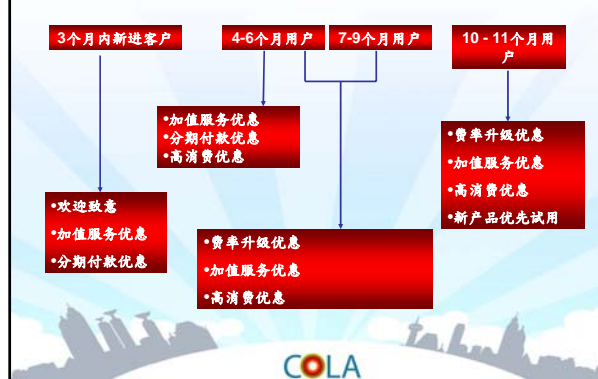 3个月内新进客户
4-6个月用户
7-9个月用户
10 - 11个月用
户
•加值服务优惠
•分期付款优惠
•高消费优惠
•费率升级优惠
•加值服务优惠
•高消费优惠
•新产品优先试用
•欢迎致意
•加值服务优惠
•分期付款优惠
•费率升级优惠
•加值服务优惠
•高消费优惠
COLA